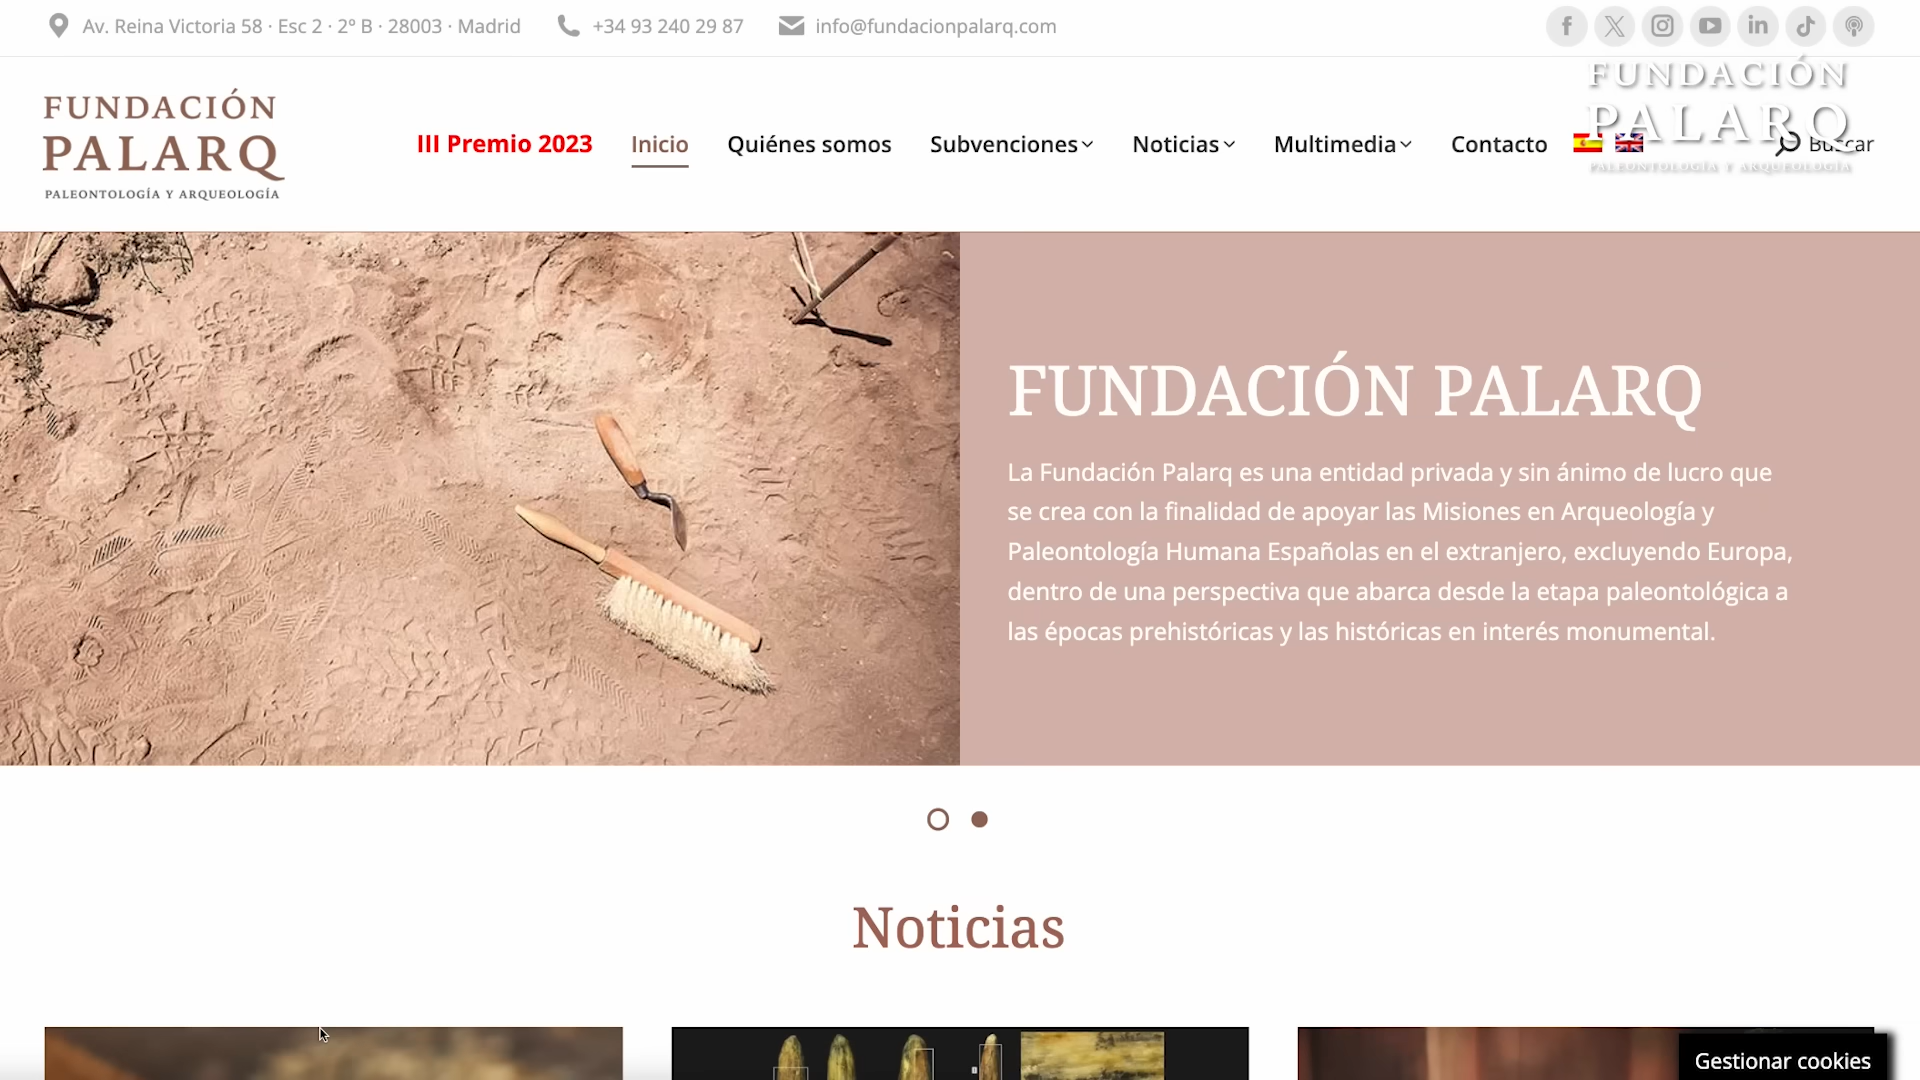 Av. Reina Victoria 58 · Esc 2 · 2º B · 28003 · Madrid
+34 93 240 29 87
info@fundacionpalarq.com
FUNDACIÓN
PALARQ
PALEONTOLOGÍA Y ARQUEOLOGÍA
III Premio 2023
Inicio
Quiénes somos
Subvenciones
Noticias
Multimedia
Contacto
Buscar
FUNDACIÓN
PALARQ
PALEONTOLOGÍA Y ARQUEOLOGÍA
FUNDACIÓN PALARQ
La Fundación Palarq es una entidad privada y sin ánimo de lucro que
se crea con la finalidad de apoyar las Misiones en Arqueología y
Paleontología Humana Españolas en el extranjero, excluyendo Europa,
dentro de una perspectiva que abarca desde la etapa paleontológica a
las épocas prehistóricas y las históricas en interés monumental.
Noticias
Gestionar cookies